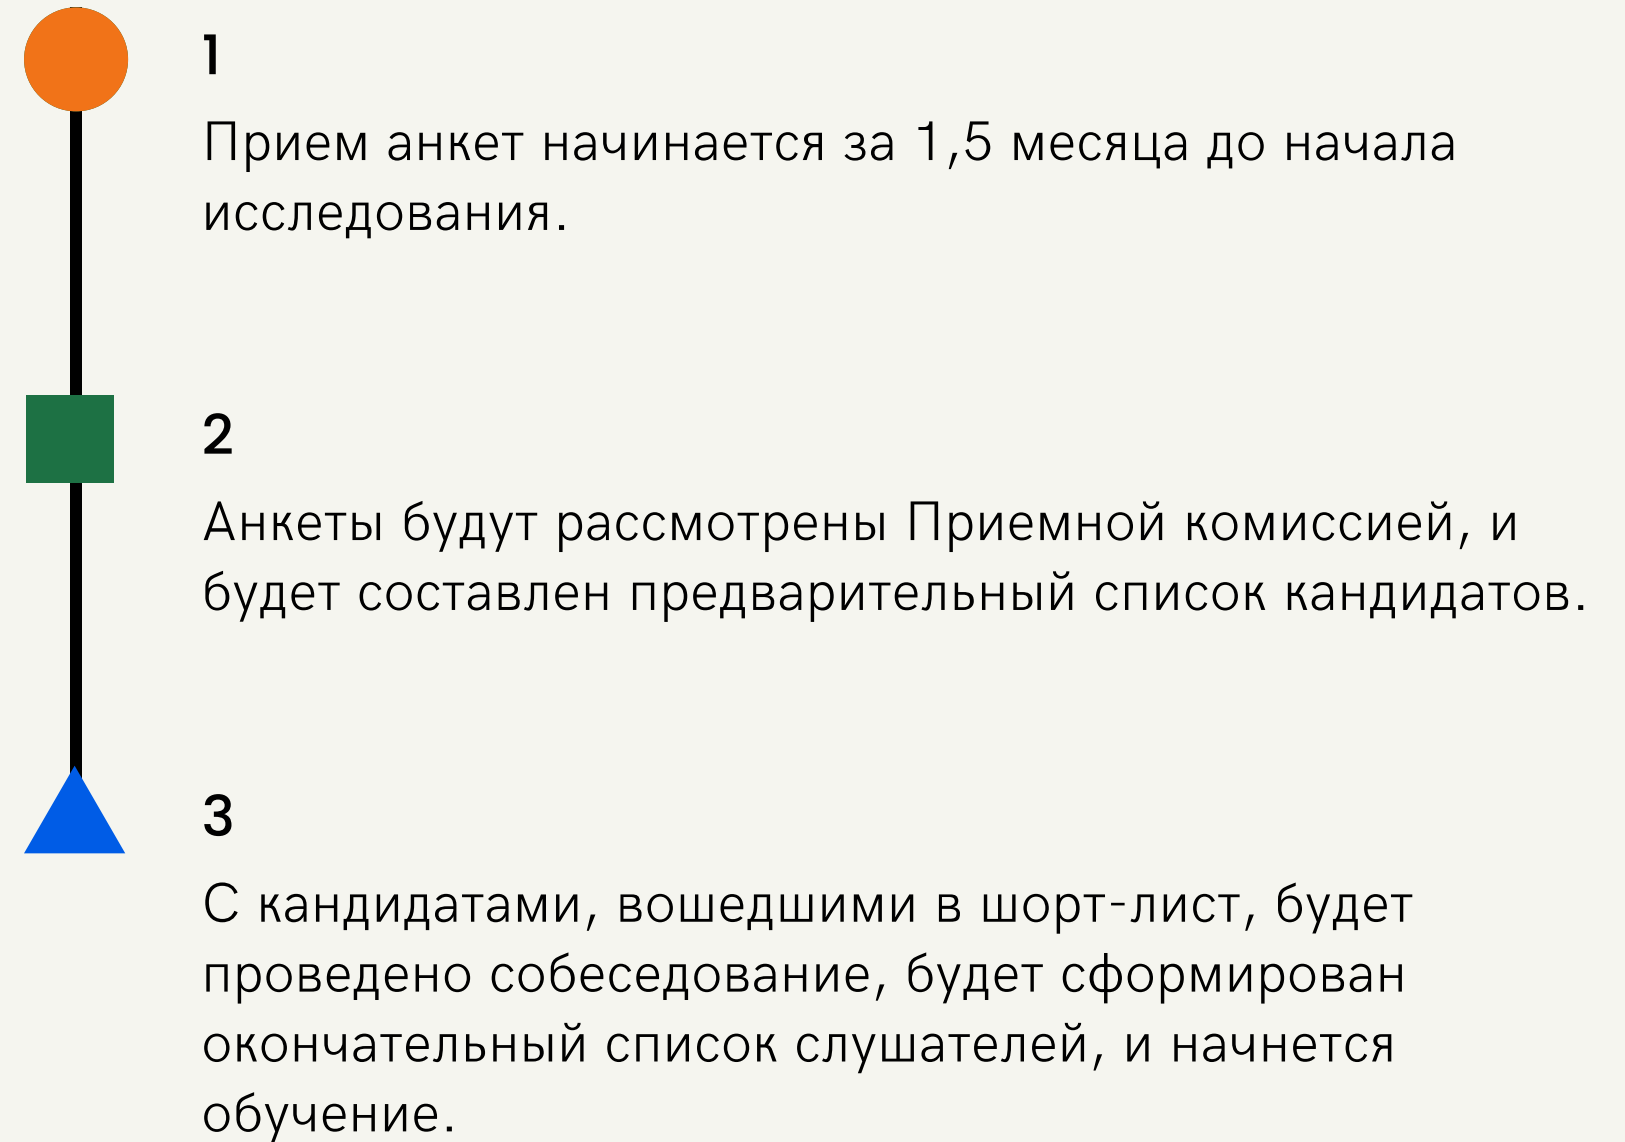 1
Прием анкет начинается за 1,5 месяца до начала
исследования.
2
Анкеты будут рассмотрены Приемной комиссией, и
будет составлен предварительный список кандидатов.
3
С кандидатами, вошедшими в шорт-лист, будет
проведено собеседование, будет сформирован
окончательный список слушателей, и начнется
обучение.